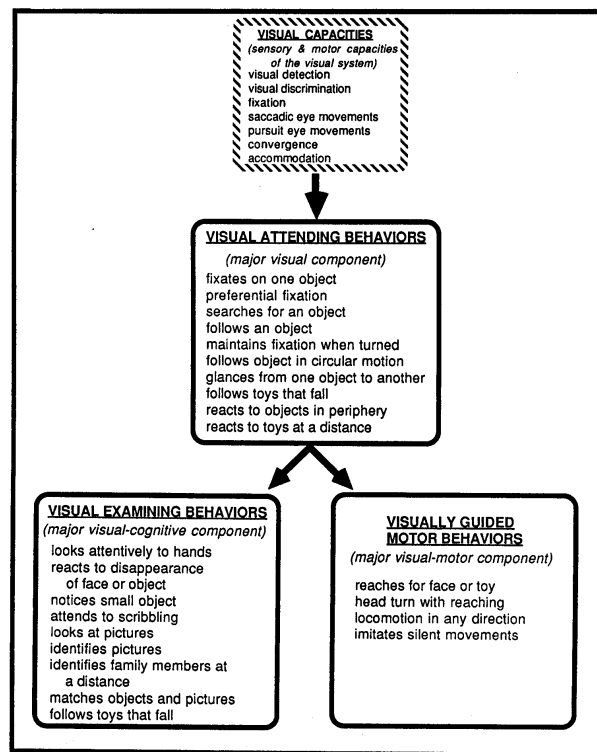 VISUAL CAPACITIES
(sensory & motor capacities
of the visual system)
visual detection
visual discrimination
fixation
saccadic eye movements
pursuit eye movements
convergence
accommodation
VISUAL ATTENDING BEHAVIORS
(major visual component)
fixates on one object
preferential fixation
searches for an object
follows an object
maintains fixation when turned
follows object in circular motion
glances from one object to another
follows toys that fall
reacts to objects in periphery
reacts to toys at a distance
VISUAL EXAMINING BEHAVIORS
(major visual-cognitive component)
looks attentively to hands
reacts to disappearance
of face or object
notices small object
attends to scribbling
looks at pictures
identifies pictures
identifies family members at
a distance
matches objects and pictures
follows toys that fall
VISUALLY GUIDED
MOTOR BEHAVIORS
(major visual-motor component)
reaches for face or toy
head turn with reaching
locomotion in any direction
imitates silent movements